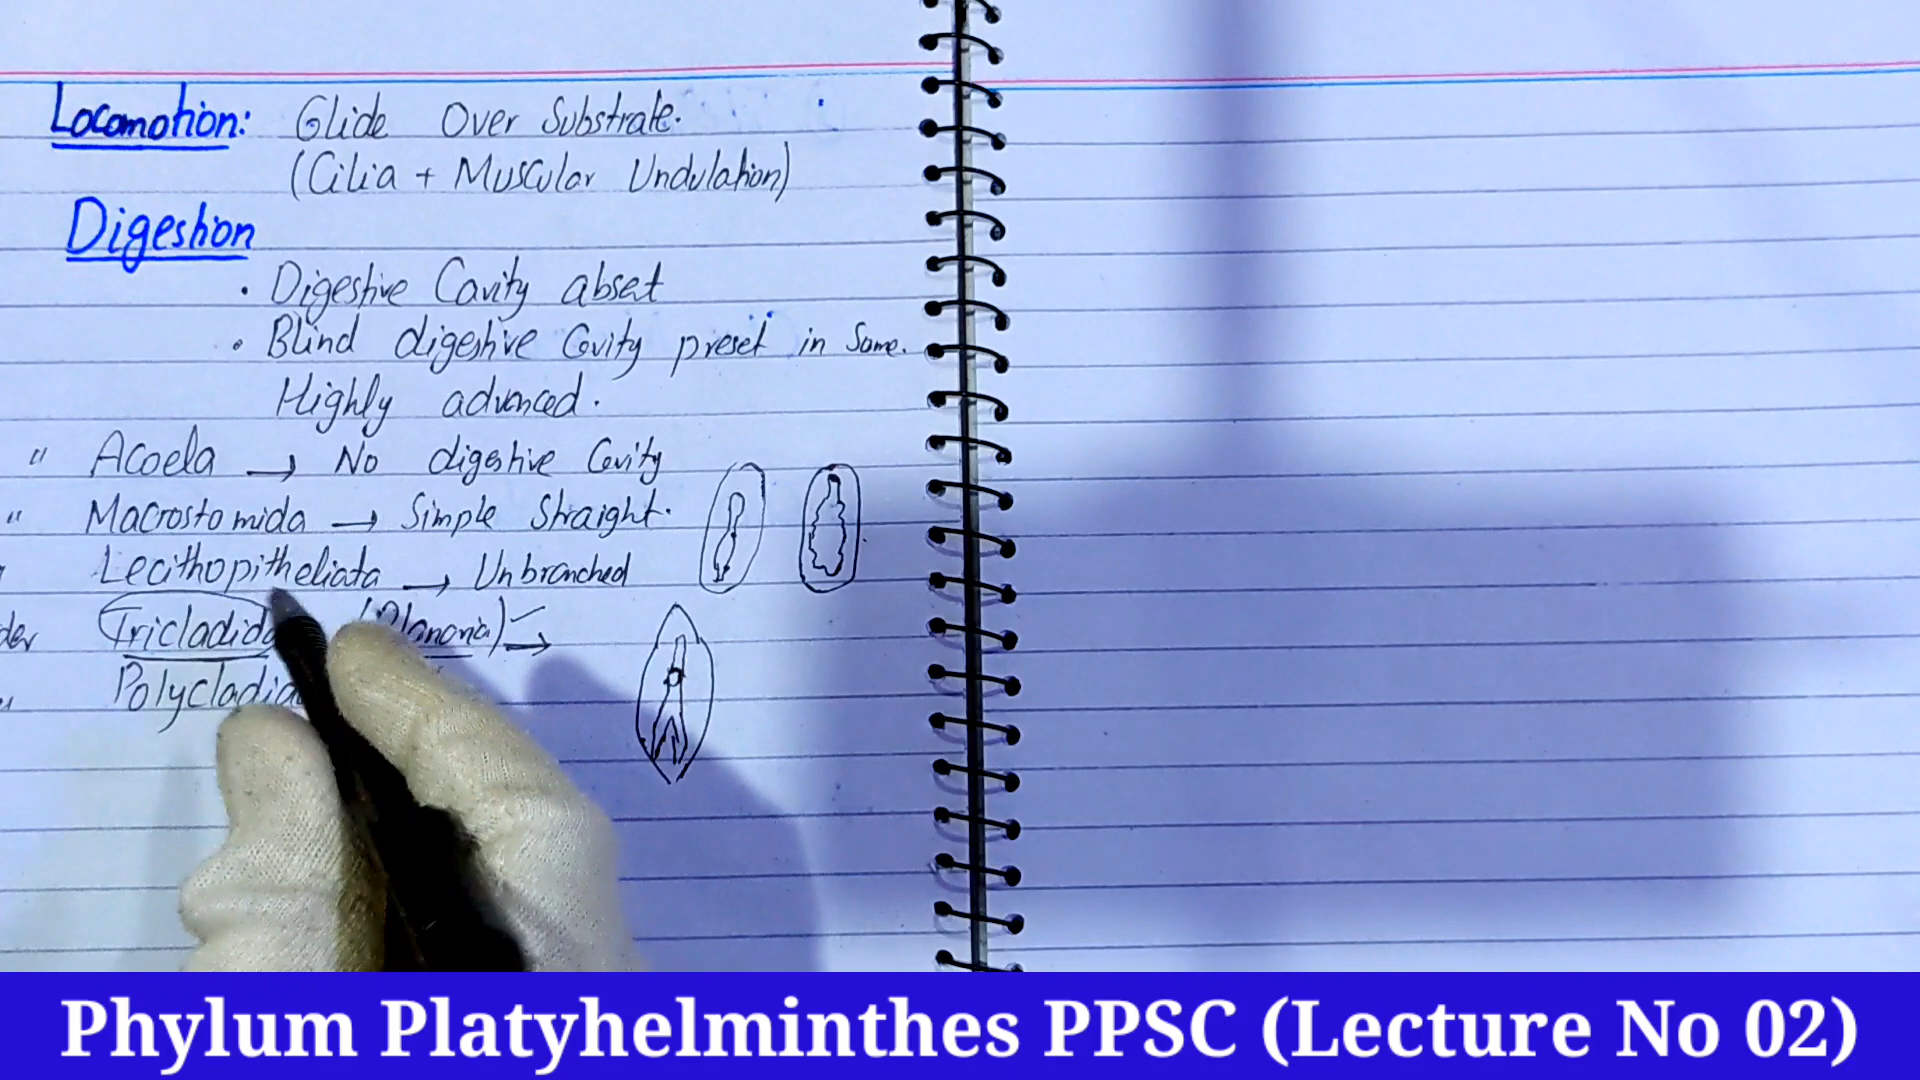 Locomotion: Glide Over Substrate.
(Cilia + Muscular Undulation)
Digestion
• Digestive Cavity abset
• Blind digestive Cavity preset in Some.
Highly advanced.
" Acoela → No digestive Cavity
" Macrostomida → Simple Straight.
Lecithopitheliata → Unbranched
der Tricladida (Planaria) →
" Polycladida
Phylum Platyhelminthes PPSC (Lecture No 02)